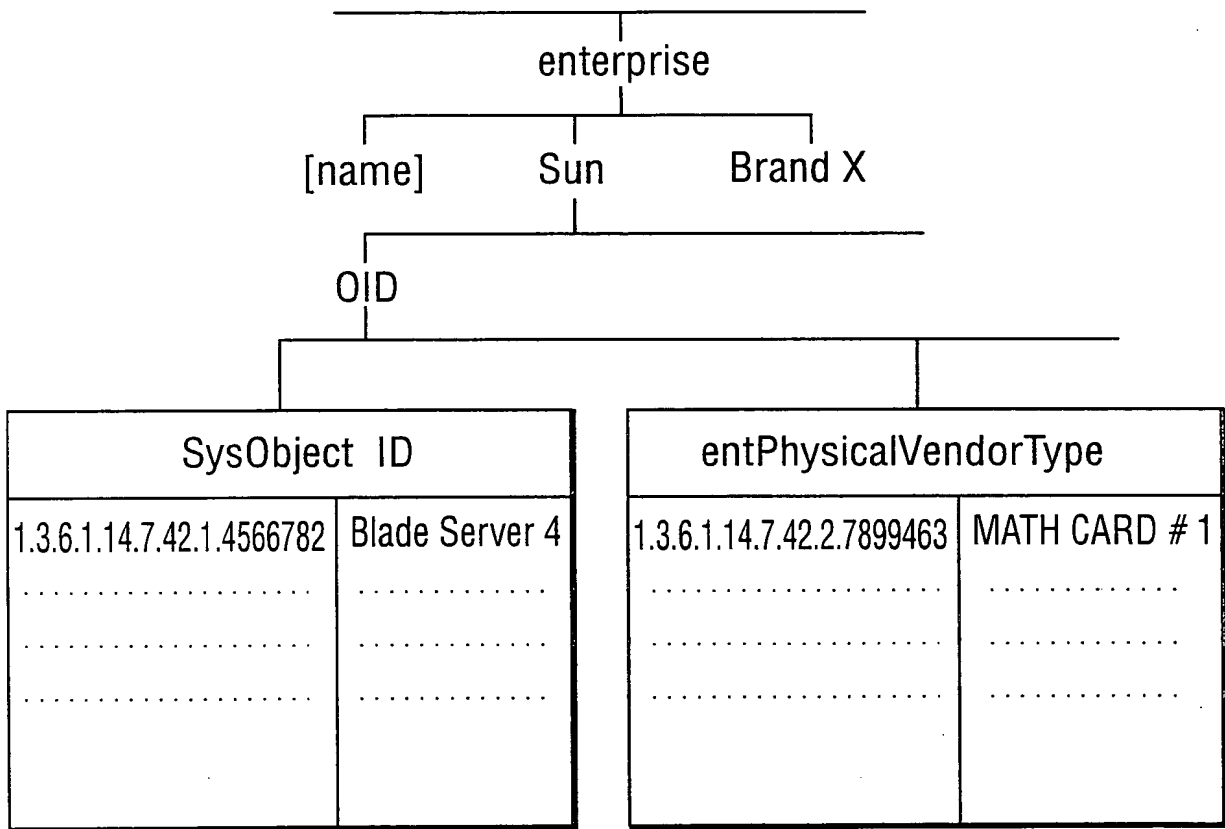 enterprise
[name] Sun Brand X
OID
SysObject ID
1.3.6.1.14.7.42.1.4566782 Blade Server 4
entPhysicalVendorType
1.3.6.1.14.7.42.2.7899463 MATH CARD # 1